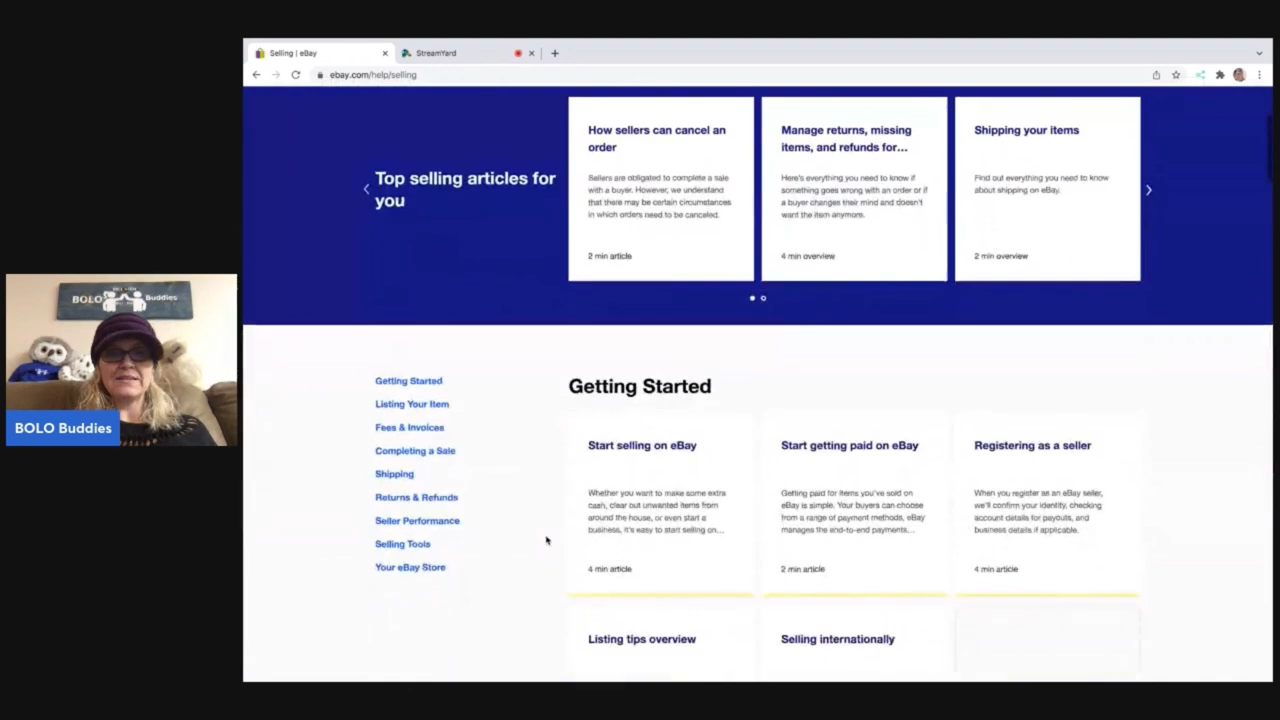 Selling | eBay
StreamYard
ebay.com/help/selling
Top selling articles for
you
How sellers can cancel an
order
Sellers are obligated to complete a sale
with a buyer. However, we understand
that there may be certain circumstances
in which orders need to be canceled.
2 min article
Manage returns, missing
items, and refunds for...
Here's everything you need to know if
something goes wrong with an order or if
a buyer changes their mind and doesn't
want the item anymore.
4 min overview
Shipping your items
Find out everything you need to know
about shipping on eBay.
2 min overview
BOLO Buddies
BOLO Buddies
Getting Started
Listing Your Item
Fees & Invoices
Completing a Sale
Shipping
Returns & Refunds
Seller Performance
Selling Tools
Your eBay Store
Getting Started
Start selling on eBay
Whether you want to make some extra
cash, clear out unwanted items from
around the house, or even start a
business, it's easy to start selling on...
4 min article
Start getting paid on eBay
Getting paid for items you've sold on
eBay is simple. Your buyers can choose
from a range of payment methods, eBay
manages the end-to-end payments...
2 min article
Registering as a seller
When you register as an eBay seller,
we'll confirm your identity, checking
account details for payouts, and
business details if applicable.
4 min article
Listing tips overview
Selling internationally